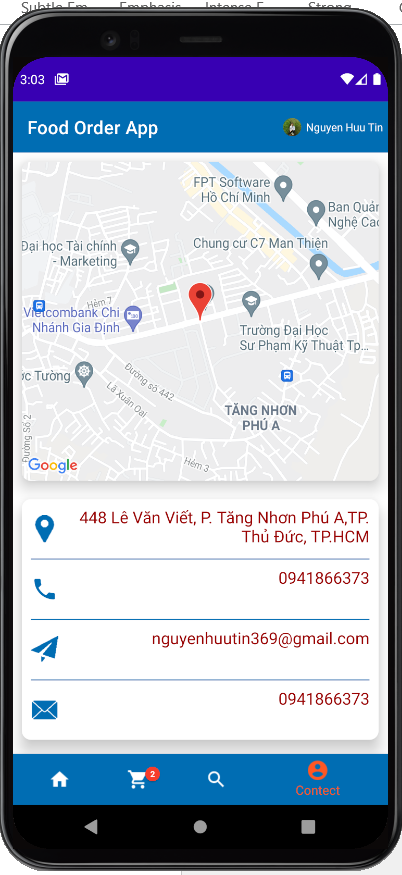 Subtle Em
Emphasis
Intense E
Strong
3:03
Food Order App
Nguyen Huu Tin
FPT Software
Hồ Chí Minh
Ban Quản
Nghệ Cao
Đại học Tài chính
- Marketing
Chung cư C7 Man Thiện
Hẻm 7
Vietcombank Chi
Nhánh Gia Định
Trường Đại Học
Sư Phạm Kỹ Thuật Tp...
ợc Tường
Đường số 442
Lã Xuân Oai
TĂNG NHƠN
PHÚ A
Đường Số 2
Hẻm 3
Google
448 Lê Văn Viết, P. Tăng Nhơn Phú A,TP.
Thủ Đức, TP.HCM
0941866373
nguyenhuutin369@gmail.com
0941866373
2
Contect